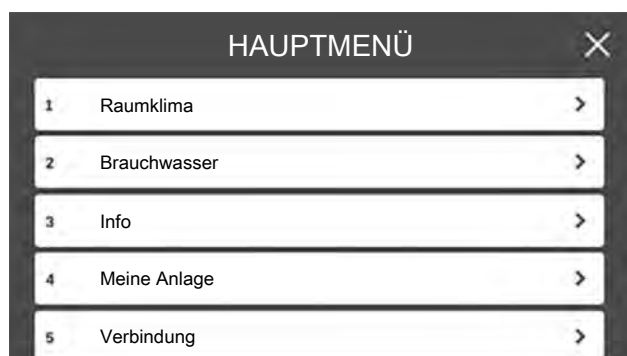 HAUPTMENÜ
1 Raumklima
2 Brauchwasser
3 Info
4 Meine Anlage
5 Verbindung